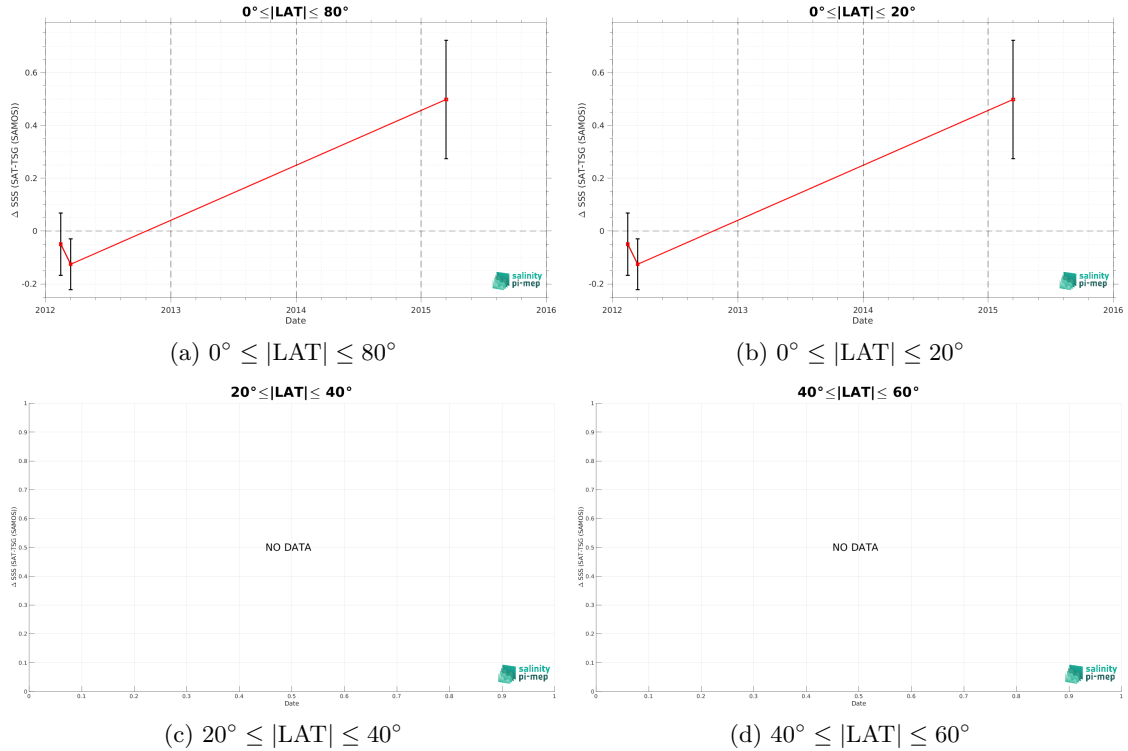 0°≤|LAT|≤ 80°
Δ SSS (SAT-TSG (SAMOS))
0.6
0.4
0.2
0
-0.2
2012 2013 2014 2015 2016
Date
salinity
pi-mep
(a) 0° ≤ |LAT| ≤ 80°
0°≤|LAT|≤ 20°
Δ SSS (SAT-TSG (SAMOS))
0.6
0.4
0.2
0
-0.2
2012 2013 2014 2015 2016
Date
salinity
pi-mep
(b) 0° ≤ |LAT| ≤ 20°
20°≤|LAT|≤ 40°
Δ SSS (SAT-TSG (SAMOS))
1
0.9
0.8
0.7
0.6
0.5
0.4
0.3
0.2
0.1
0
NO DATA
0 0.1 0.2 0.3 0.4 0.5 0.6 0.7 0.8 0.9 1
Date
salinity
pi-mep
(c) 20° ≤ |LAT| ≤ 40°
40°≤|LAT|≤ 60°
Δ SSS (SAT-TSG (SAMOS))
1
0.9
0.8
0.7
0.6
0.5
0.4
0.3
0.2
0.1
0
NO DATA
0 0.1 0.2 0.3 0.4 0.5 0.6 0.7 0.8 0.9 1
Date
salinity
pi-mep
(d) 40° ≤ |LAT| ≤ 60°